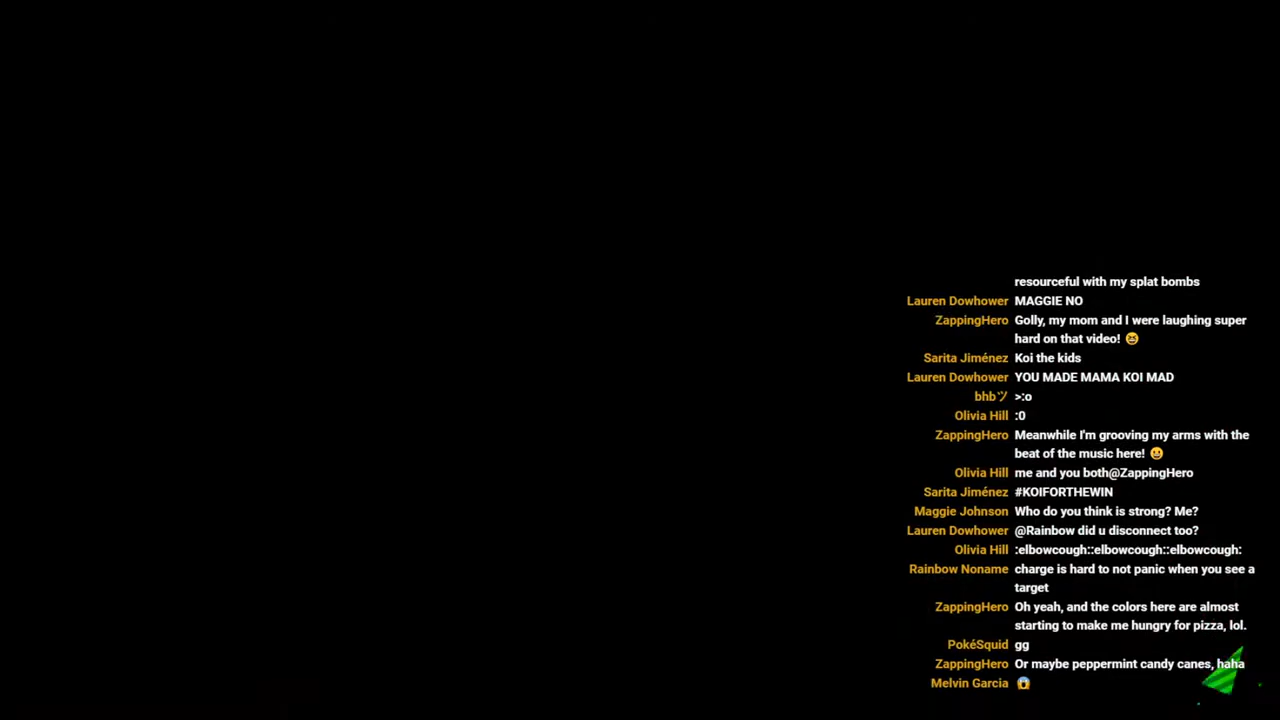 resourceful with my splat bombs
Lauren Dowhower MAGGIE NO
ZappingHero Golly, my mom and I were laughing super
hard on that video! 😆
Sarita Jiménez Koi the kids
Lauren Dowhower YOU MADE MAMA KOI MAD
bhbツ >:o
Olivia Hill :0
ZappingHero Meanwhile I'm grooving my arms with the
beat of the music here! 😀
Olivia Hill me and you both@ZappingHero
Sarita Jiménez #KOIFORTHEWIN
Maggie Johnson Who do you think is strong? Me?
Lauren Dowhower @Rainbow did u disconnect too?
Olivia Hill :elbowcough::elbowcough::elbowcough:
Rainbow Noname charge is hard to not panic when you see a
target
ZappingHero Oh yeah, and the colors here are almost
starting to make me hungry for pizza, lol.
PokéSquid gg
ZappingHero Or maybe peppermint candy canes, haha
Melvin Garcia 😱